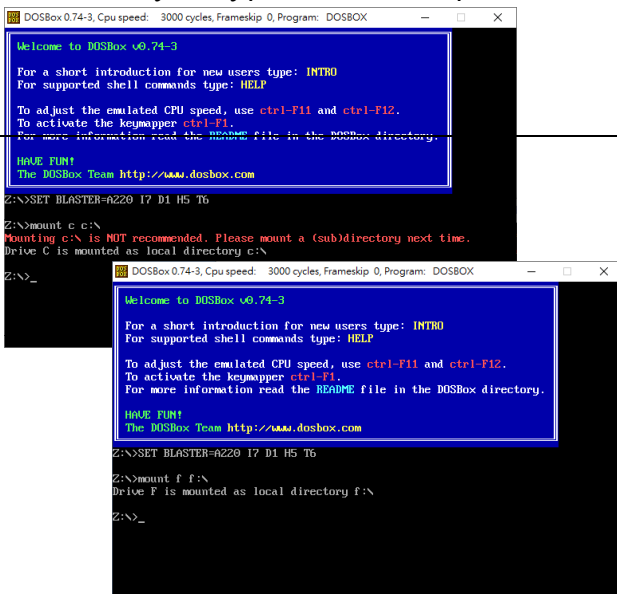 DOSBox 0.74-3, Cpu speed: 3000 cycles, Frameskip 0, Program: DOSBOX
Welcome to DOSBox v0.74-3
For a short introduction for new users type: INTRO
For supported shell commands type: HELP
To adjust the emulated CPU speed, use ctrl-F11 and ctrl-F12.
To activate the keymapper ctrl-F1.
For more information read the README file in the DOSBox directory.
HAVE FUN!
The DOSBox Team http://www.dosbox.com
Z:\>SET BLASTER=A220 I7 D1 H5 T6
Z:\>mount c c:\
Mounting c:\ is NOT recommended. Please mount a (sub)directory next time.
Drive C is mounted as local directory c:\
Z:\>_
DOSBox 0.74-3, Cpu speed: 3000 cycles, Frameskip 0, Program: DOSBOX
Welcome to DOSBox v0.74-3
For a short introduction for new users type: INTRO
For supported shell commands type: HELP
To adjust the emulated CPU speed, use ctrl-F11 and ctrl-F12.
To activate the keymapper ctrl-F1.
For more information read the README file in the DOSBox directory.
HAVE FUN!
The DOSBox Team http://www.dosbox.com
Z:\>SET BLASTER=A220 I7 D1 H5 T6
Z:\>mount f f:\
Drive F is mounted as local directory f:\
Z:\>_